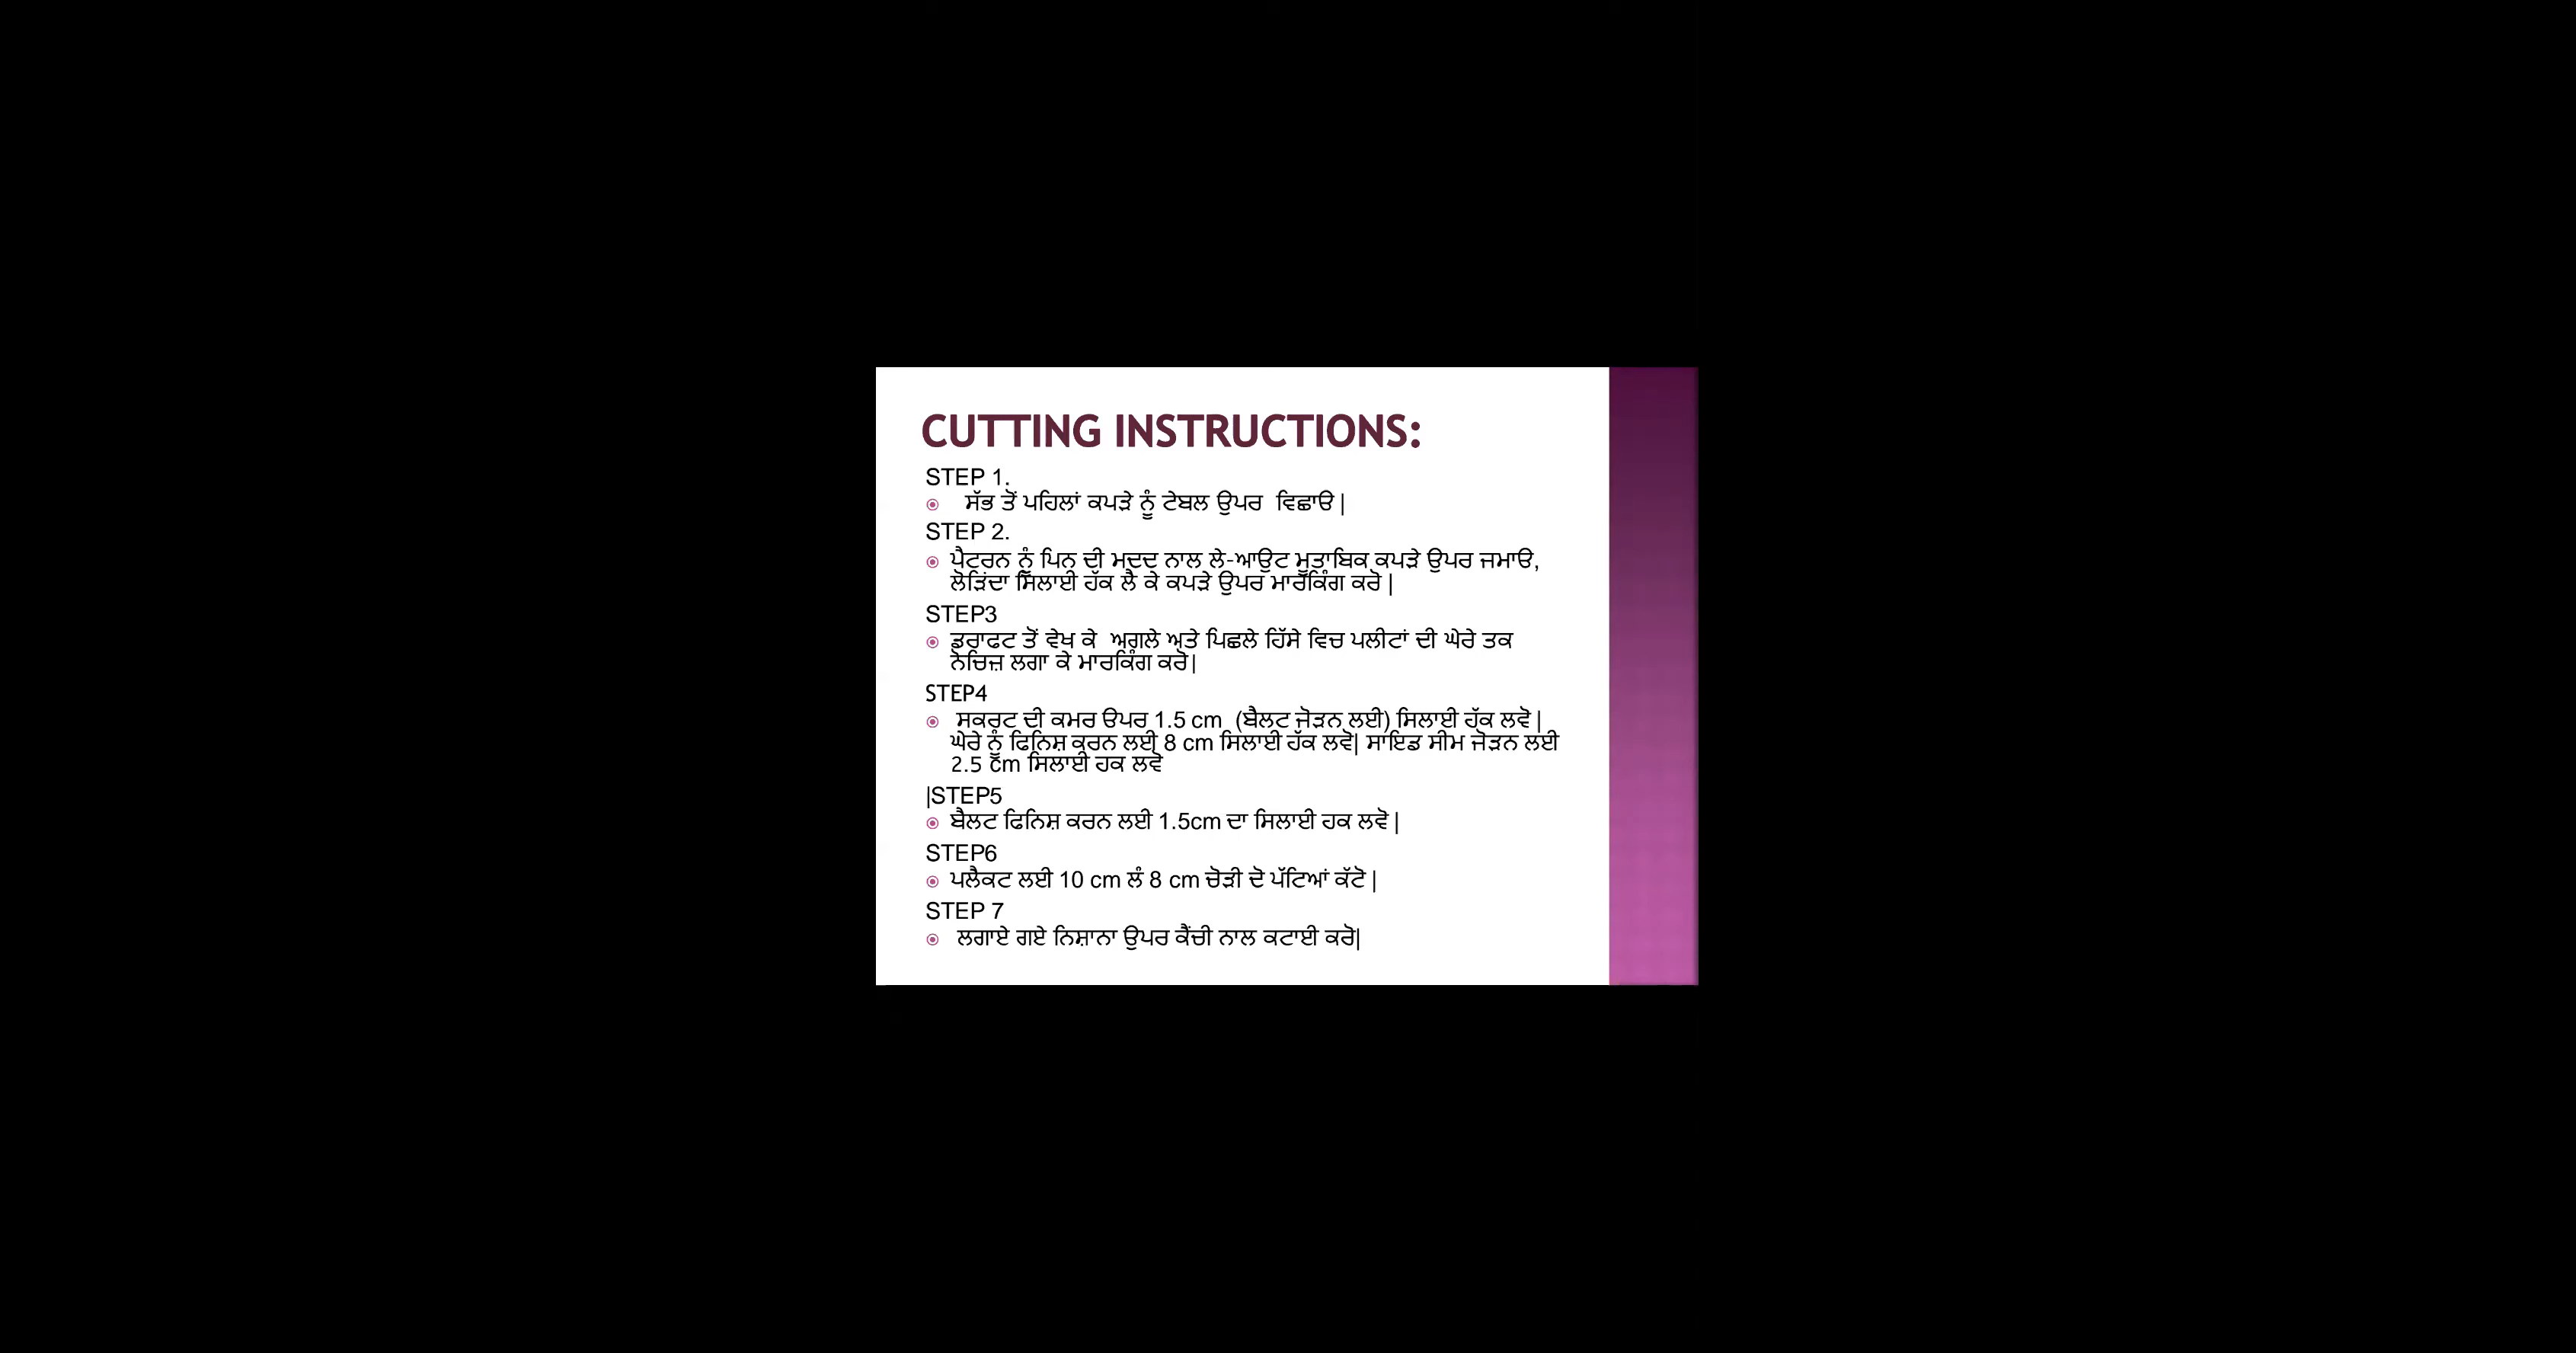 CUTTING INSTRUCTIONS:
STEP 1.
ਸੱਭ ਤੋਂ ਪਹਿਲਾਂ ਕਪੜੇ ਨੂੰ ਟੇਬਲ ਉਪਰ ਵਿਛਾਓ |
STEP 2.
ਪੈਟਰਨ ਨੂੰ ਪਿਨ ਦੀ ਮਦਦ ਨਾਲ ਲੇ-ਆਉਟ ਮੁਤਾਬਿਕ ਕਪੜੇ ਉਪਰ ਜਮਾਓ,
ਲੋੜਿੰਦਾ ਸਿਲਾਈ ਹੱਕ ਲੈ ਕੇ ਕਪੜੇ ਉਪਰ ਮਾਰਕਿੰਗ ਕਰੋ |
STEP3
ਡਰਾਫਟ ਤੋਂ ਵੇਖ ਕੇ ਅਗਲੇ ਅਤੇ ਪਿਛਲੇ ਹਿੱਸੇ ਵਿਚ ਪਲੀਟਾਂ ਦੀ ਘੇਰੇ ਤਕ
ਨੋਚਿਜ਼ ਲਗਾ ਕੇ ਮਾਰਕਿੰਗ ਕਰੋ|
STEP4
ਸਕਰਟ ਦੀ ਕਮਰ ੳਪਰ 1.5 cm (ਬੈਲਟ ਜੋੜਨ ਲਈ) ਸਿਲਾਈ ਹੱਕ ਲਵੋ |
ਘੇਰੇ ਨੂੰ ਫਿਨਿਸ਼ ਕਰਨ ਲਈ 8 cm ਸਿਲਾਈ ਹੱਕ ਲਵੋ| ਸਾਇਡ ਸੀਮ ਜੋੜਨ ਲਈ
2.5 cm ਸਿਲਾਈ ਹਕ ਲਵੋ
|STEP5
ਬੈਲਟ ਫਿਨਿਸ਼ ਕਰਨ ਲਈ 1.5cm ਦਾ ਸਿਲਾਈ ਹਕ ਲਵੋ |
STEP6
ਪਲੈਕਟ ਲਈ 10 cm ਲੰ 8 cm ਚੋੜੀ ਦੋ ਪੱਟਿਆਂ ਕੱਟੋ |
STEP 7
ਲਗਾਏ ਗਏ ਨਿਸ਼ਾਨਾ ਉਪਰ ਕੈਂਚੀ ਨਾਲ ਕਟਾਈ ਕਰੋ|